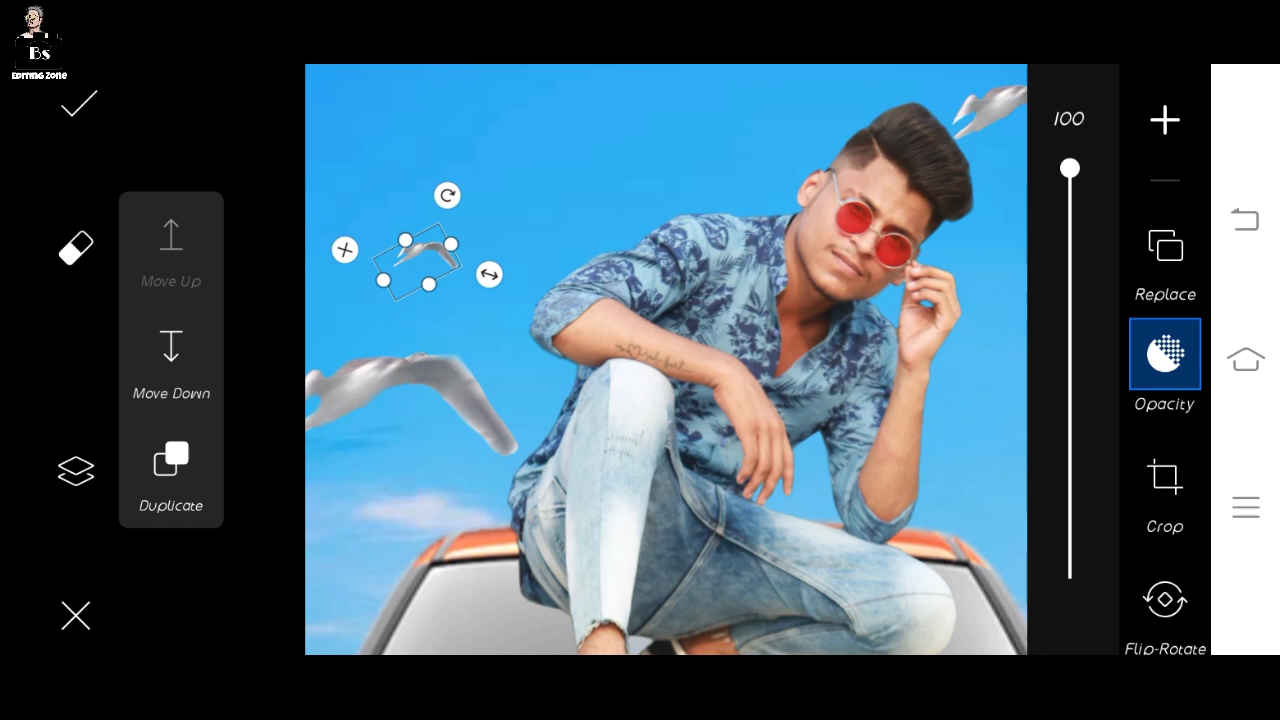 Bs
Editing Zone
100
Move Up
Replace
Move Down
Opacity
Duplicate
Crop
Flip-Rotate